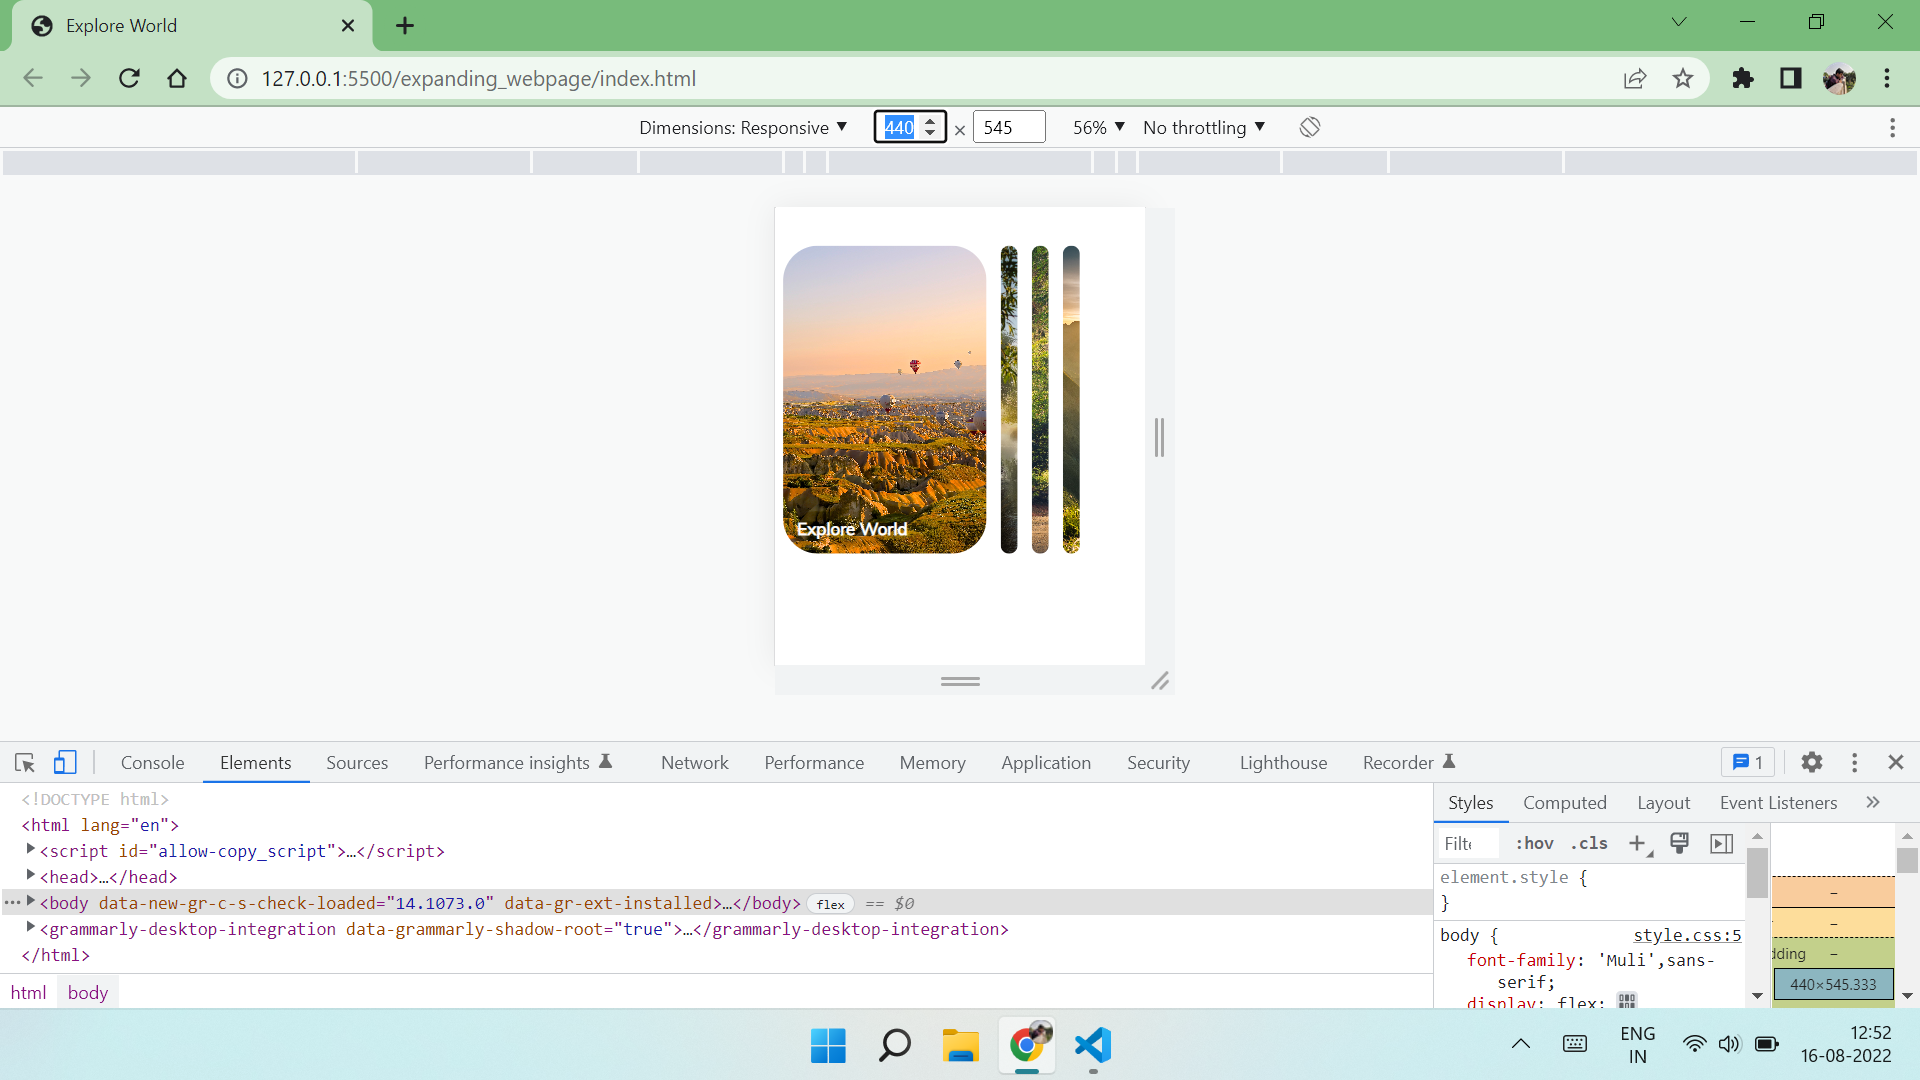 Explore World
127.0.0.1:5500/expanding_webpage/index.html
Dimensions: Responsive ▼ 440 × 545 56% ▼ No throttling ▼
Explore World
Console Elements Sources Performance insights Network Performance Memory Application Security Lighthouse Recorder 1
<!DOCTYPE html>
<html lang="en">
<script id="allow-copy_script">…</script>
<head>…</head>
<body data-new-gr-c-s-check-loaded="14.1073.0" data-gr-ext-installed>…</body> flex == $0
<grammarly-desktop-integration data-grammarly-shadow-root="true">…</grammarly-desktop-integration>
</html>
html body
Styles Computed Layout Event Listeners »
:hov .cls
element.style {
}
body { style.css:5
font-family: 'Muli',sans-
serif;
display: flex;
–
–
dding –
440×545.333
ENG
IN
12:52
16-08-2022